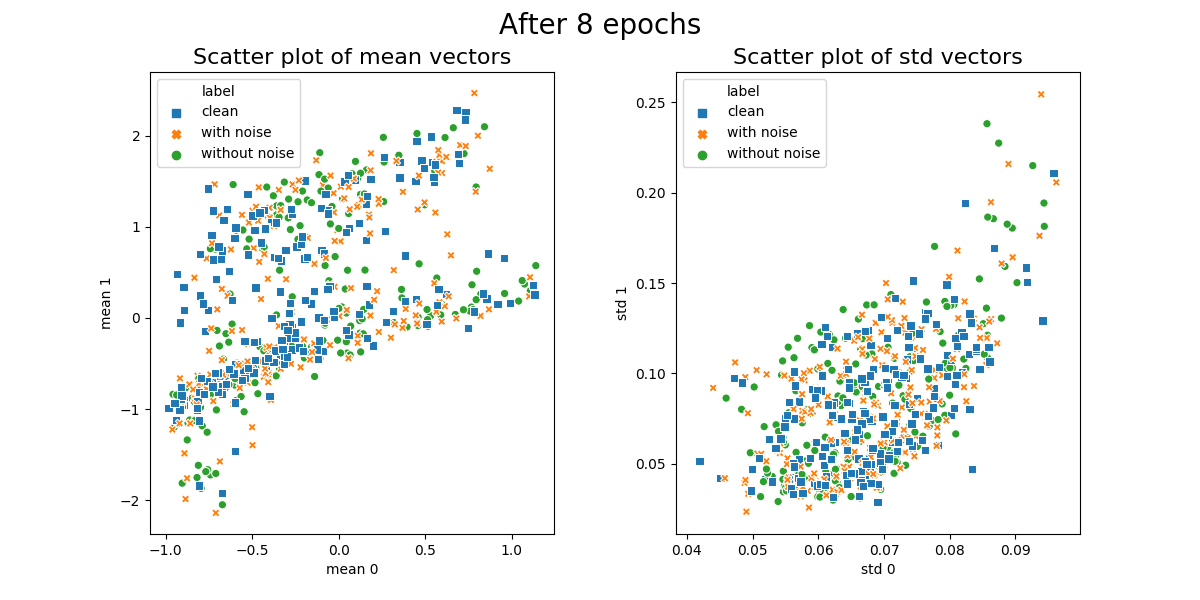 After 8 epochs
Scatter plot of mean vectors
label
clean
with noise
without noise
2
1
0
−1
−2
mean 1
−1.0
−0.5
0.0
0.5
1.0
mean 0
Scatter plot of std vectors
label
clean
with noise
without noise
0.25
0.20
0.15
0.10
0.05
std 1
0.04
0.05
0.06
0.07
0.08
0.09
std 0